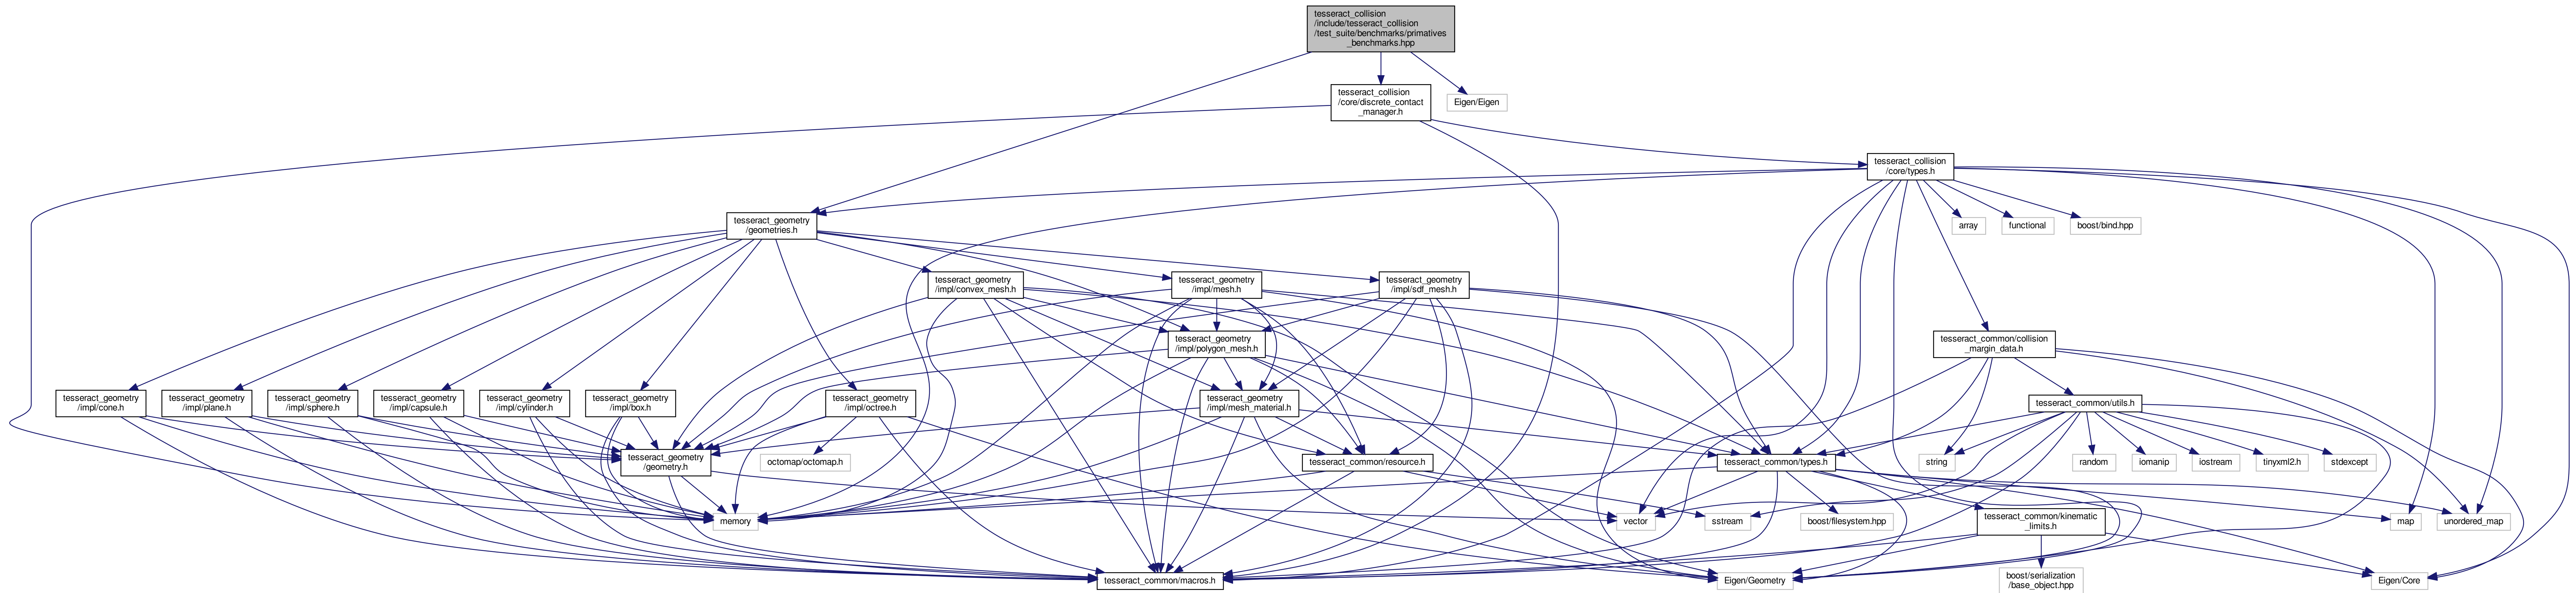 tesseract_collision
/include/tesseract_collision
/test_suite/benchmarks/primatives
_benchmarks.hpp
tesseract_collision
/core/discrete_contact
_manager.h
Eigen/Eigen
tesseract_collision
/core/types.h
tesseract_geometry
/geometries.h
array
functional
boost/bind.hpp
tesseract_geometry
/impl/convex_mesh.h
tesseract_geometry
/impl/mesh.h
tesseract_geometry
/impl/sdf_mesh.h
tesseract_geometry
/impl/polygon_mesh.h
tesseract_common/collision
_margin_data.h
tesseract_geometry
/impl/cone.h
tesseract_geometry
/impl/plane.h
tesseract_geometry
/impl/sphere.h
tesseract_geometry
/impl/capsule.h
tesseract_geometry
/impl/cylinder.h
tesseract_geometry
/impl/box.h
tesseract_geometry
/impl/octree.h
tesseract_geometry
/impl/mesh_material.h
tesseract_common/utils.h
tesseract_geometry
/geometry.h
octomap/octomap.h
tesseract_common/resource.h
tesseract_common/types.h
string
random
iomanip
iostream
tinyxml2.h
stdexcept
memory
vector
sstream
boost/filesystem.hpp
tesseract_common/kinematic
_limits.h
map
unordered_map
tesseract_common/macros.h
Eigen/Geometry
boost/serialization
/base_object.hpp
Eigen/Core